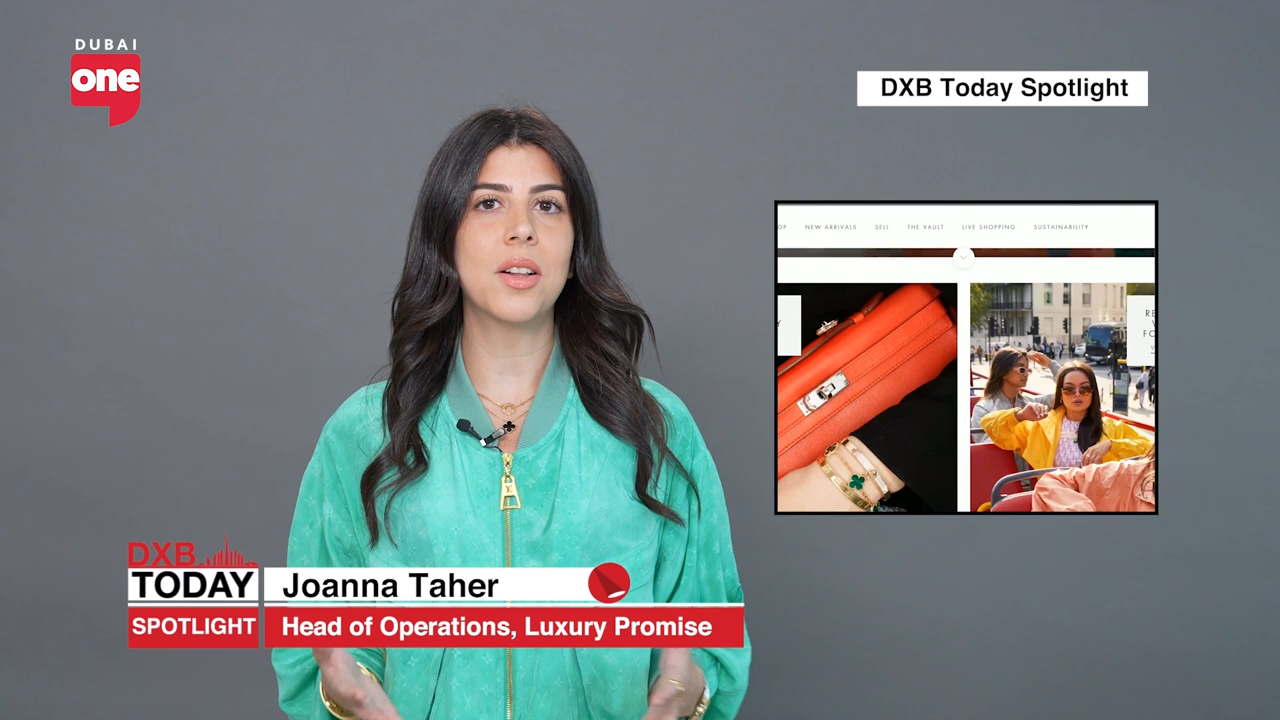 DUBAI
one
DXB Today Spotlight
NEW ARRIVALS SELL THE VAULT LIVE SHOPPING SUSTAINABILITY
DXB
TODAY
SPOTLIGHT
Joanna Taher
Head of Operations, Luxury Promise